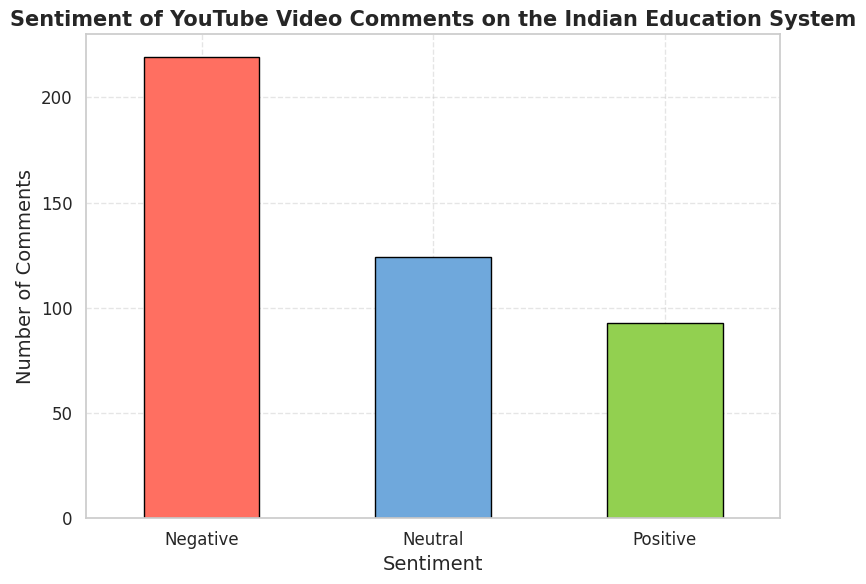 Sentiment of YouTube Video Comments on the Indian Education System
Number of Comments
200
150
100
50
0
Negative
Neutral
Positive
Sentiment